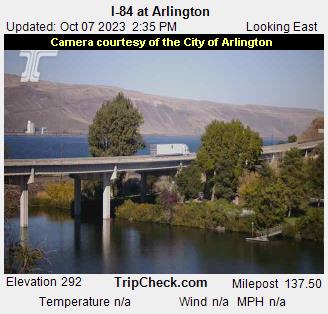 I-84 at Arlington
Updated: Oct 07 2023 2:35 PM Looking East
Camera courtesy of the City of Arlington
Elevation 292 TripCheck.com Milepost 137.50
Temperature n/a Wind n/a MPH n/a